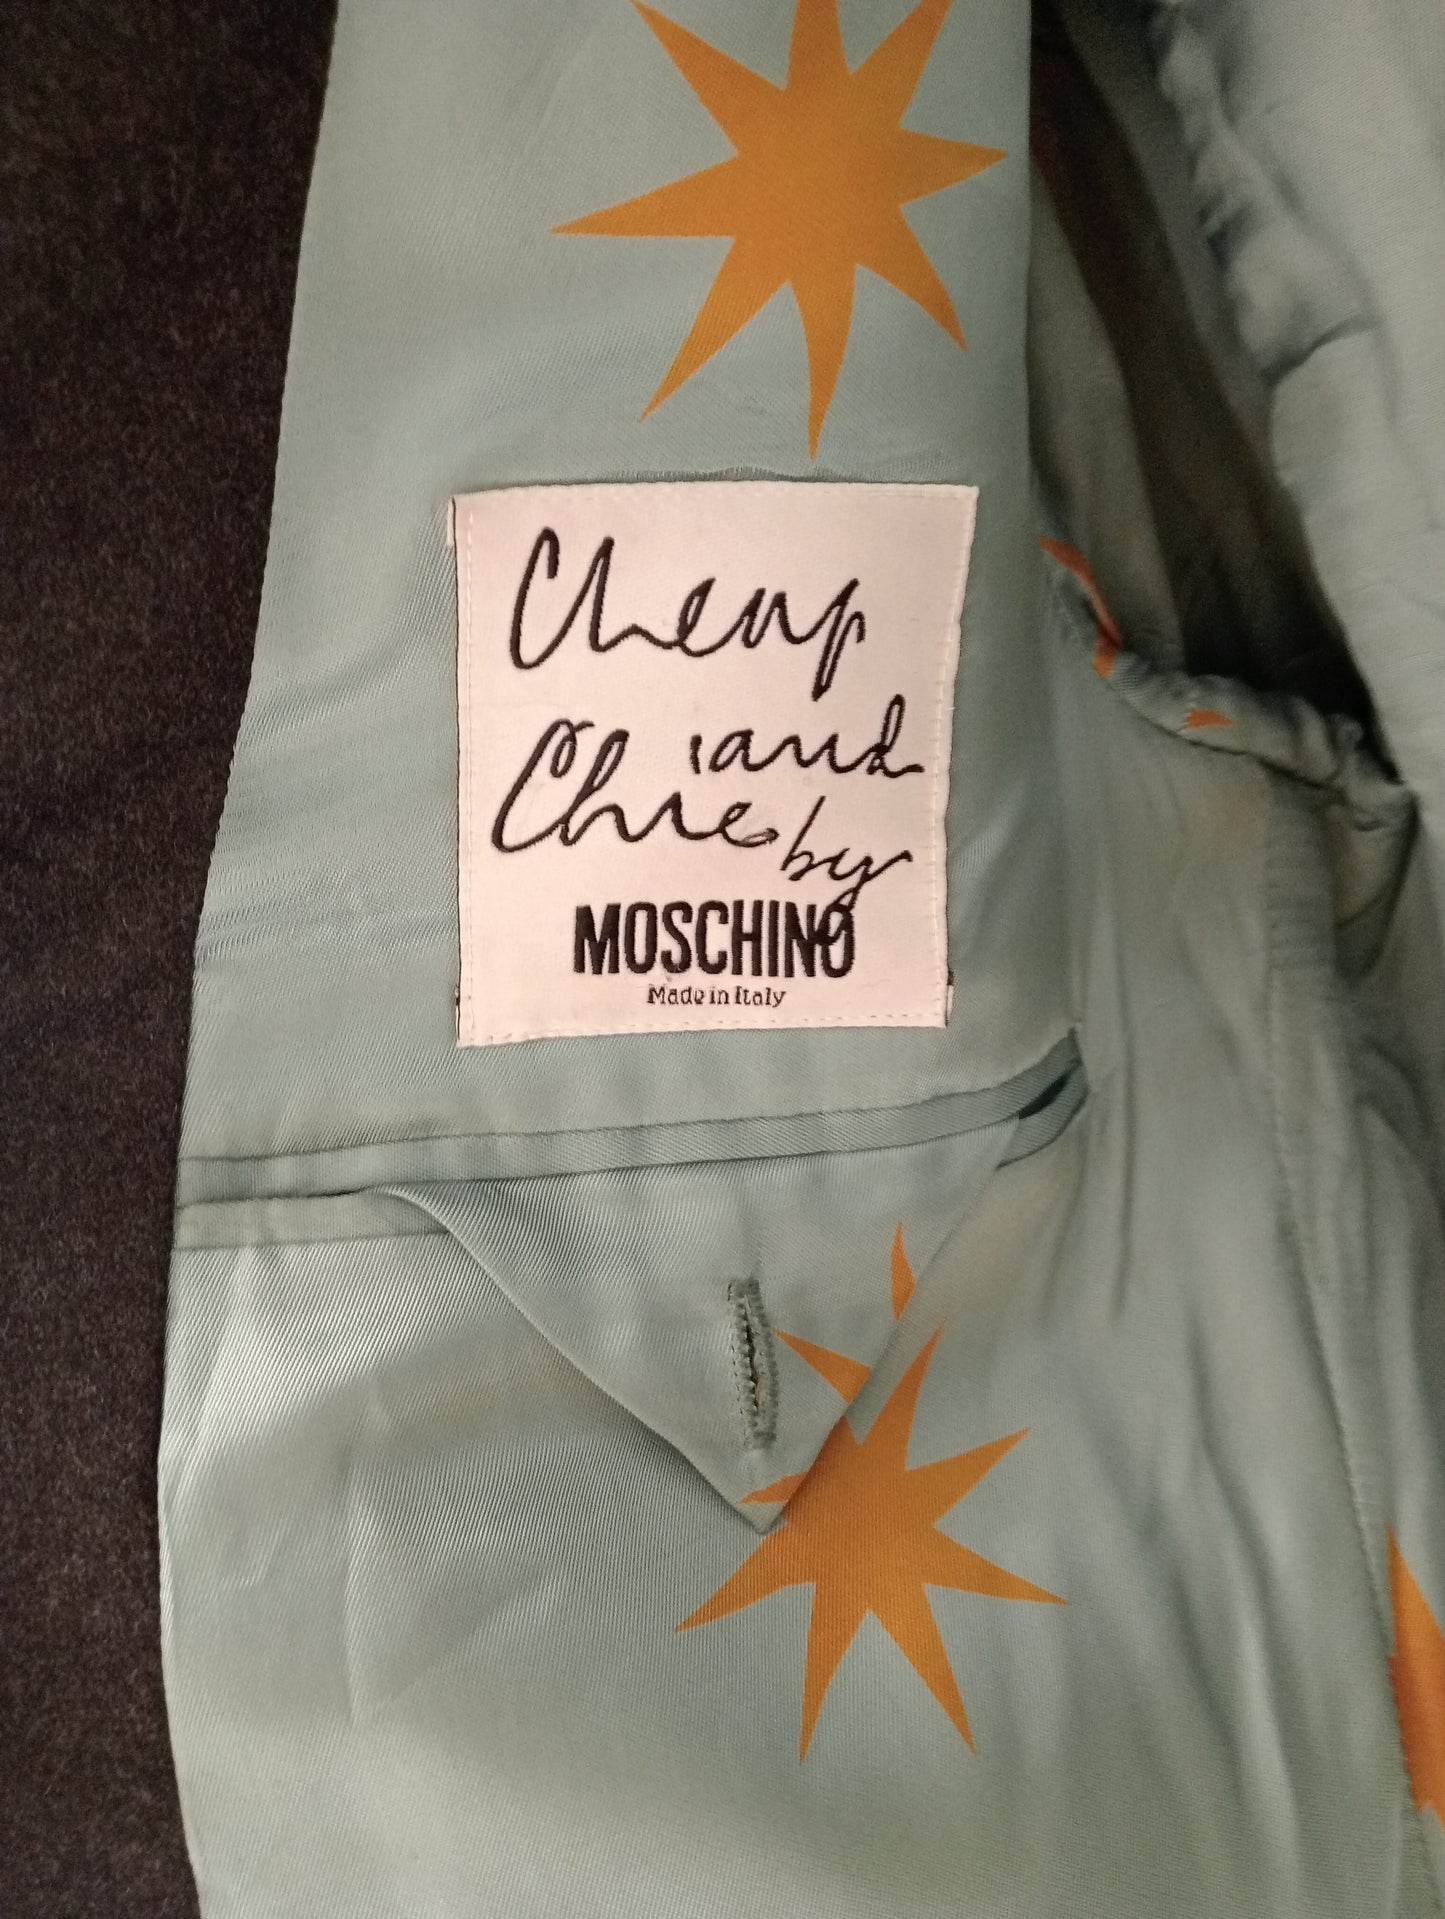 Cheap
and
Chic by
MOSCHINO
Made in Italy